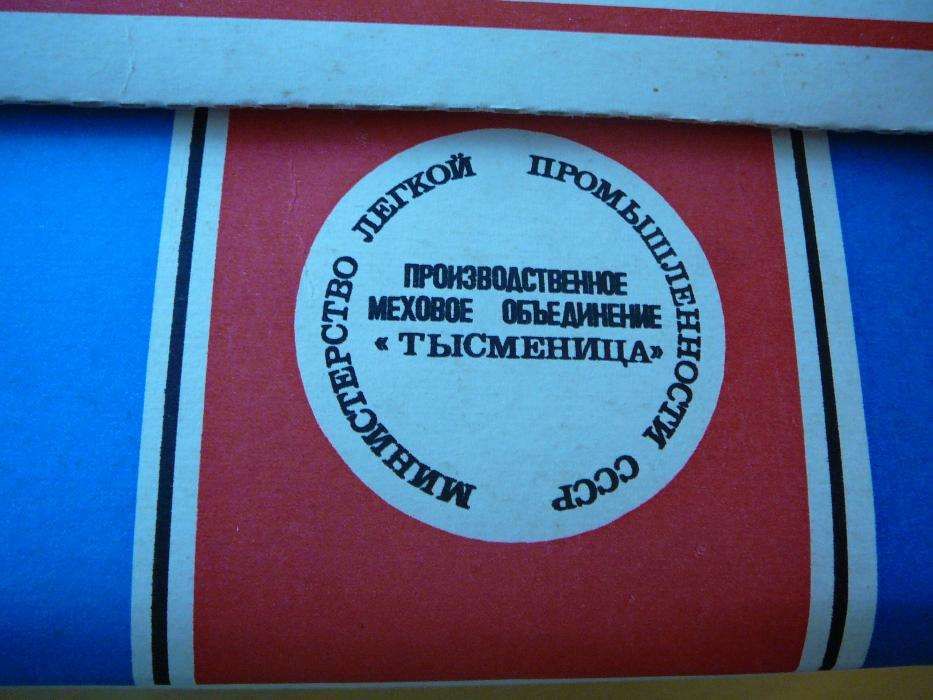 МИНИСТЕРСТВО ЛЕГКОЙ ПРОМЫШЛЕННОСТИ СССР
ПРОИЗВОДСТВЕННОЕ
МЕХОВОЕ ОБЪЕДИНЕНИЕ
«ТЫСМЕНИЦА»